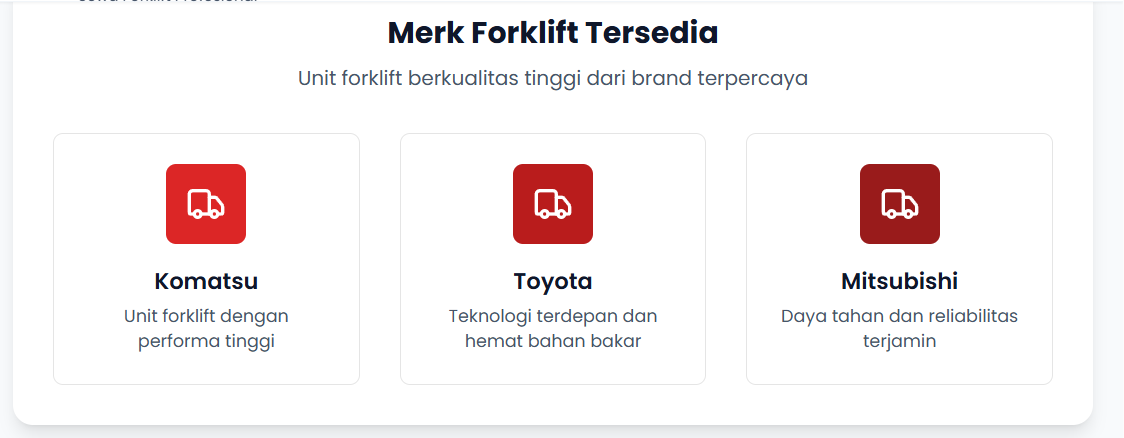 Merk Forklift Tersedia
Unit forklift berkualitas tinggi dari brand terpercaya
Komatsu
Unit forklift dengan
performa tinggi
Toyota
Teknologi terdepan dan
hemat bahan bakar
Mitsubishi
Daya tahan dan reliabilitas
terjamin